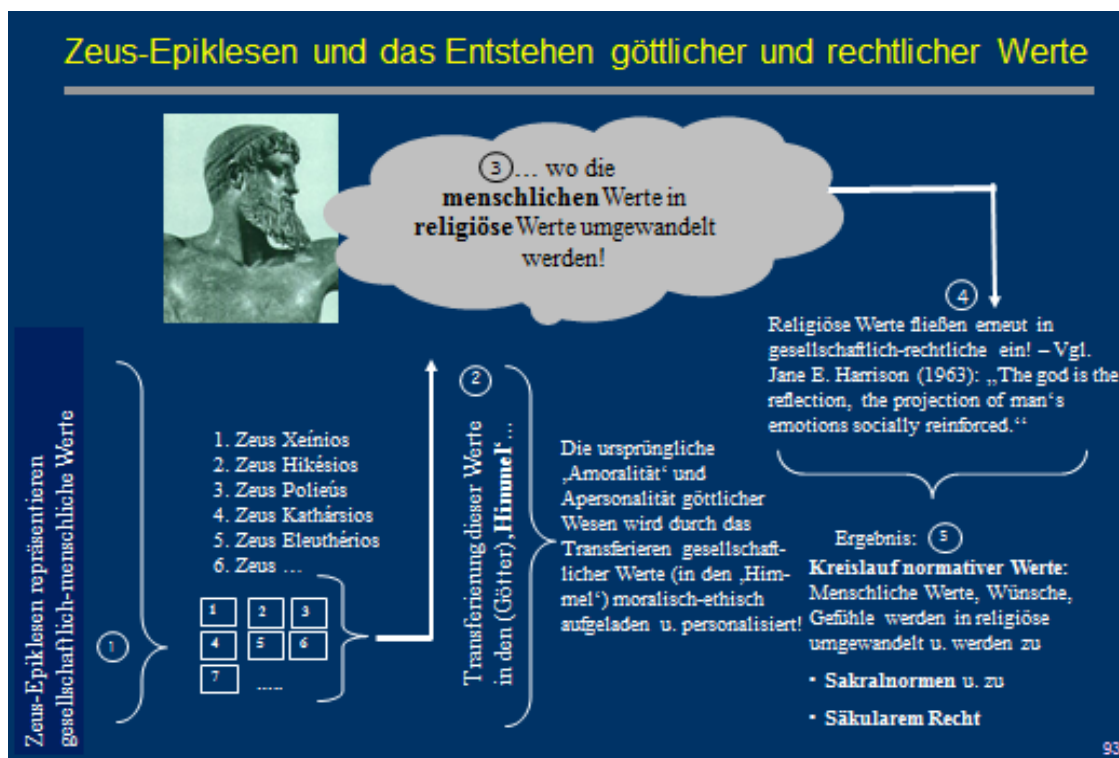 Zeus-Epiklesen und das Entstehen göttlicher und rechtlicher Werte
3 … wo die
menschlichen Werte in
religiöse Werte umgewandelt
werden!
Zeus-Epiklesen repräsentieren
gesellschaftlich-menschliche Werte
1
1. Zeus Xeínios
2. Zeus Hikésios
3. Zeus Polieús
4. Zeus Kathársios
5. Zeus Eleuthérios
6. Zeus …
1 2 3
4 5 6
7 ......
2
Transferierung dieser Werte
in den (Götter)‚Himmel‘…
Die ursprüngliche
‚Amoralität‘ und
Apersonalität göttlicher
Wesen wird durch das
Transferieren gesellschaft-
licher Werte (in den ‚Him-
mel‘) moralisch-ethisch
aufgeladen u. personalisiert!
4
Religiöse Werte fließen erneut in
gesellschaftlich-rechtliche ein! – Vgl.
Jane E. Harrison (1963): „The god is the
reflection, the projection of man‘s
emotions socially reinforced.“
Ergebnis: 5
Kreislauf normativer Werte:
Menschliche Werte, Wünsche,
Gefühle werden in religiöse
umgewandelt u. werden zu
• Sakralnormen u. zu
• Säkularem Recht
93